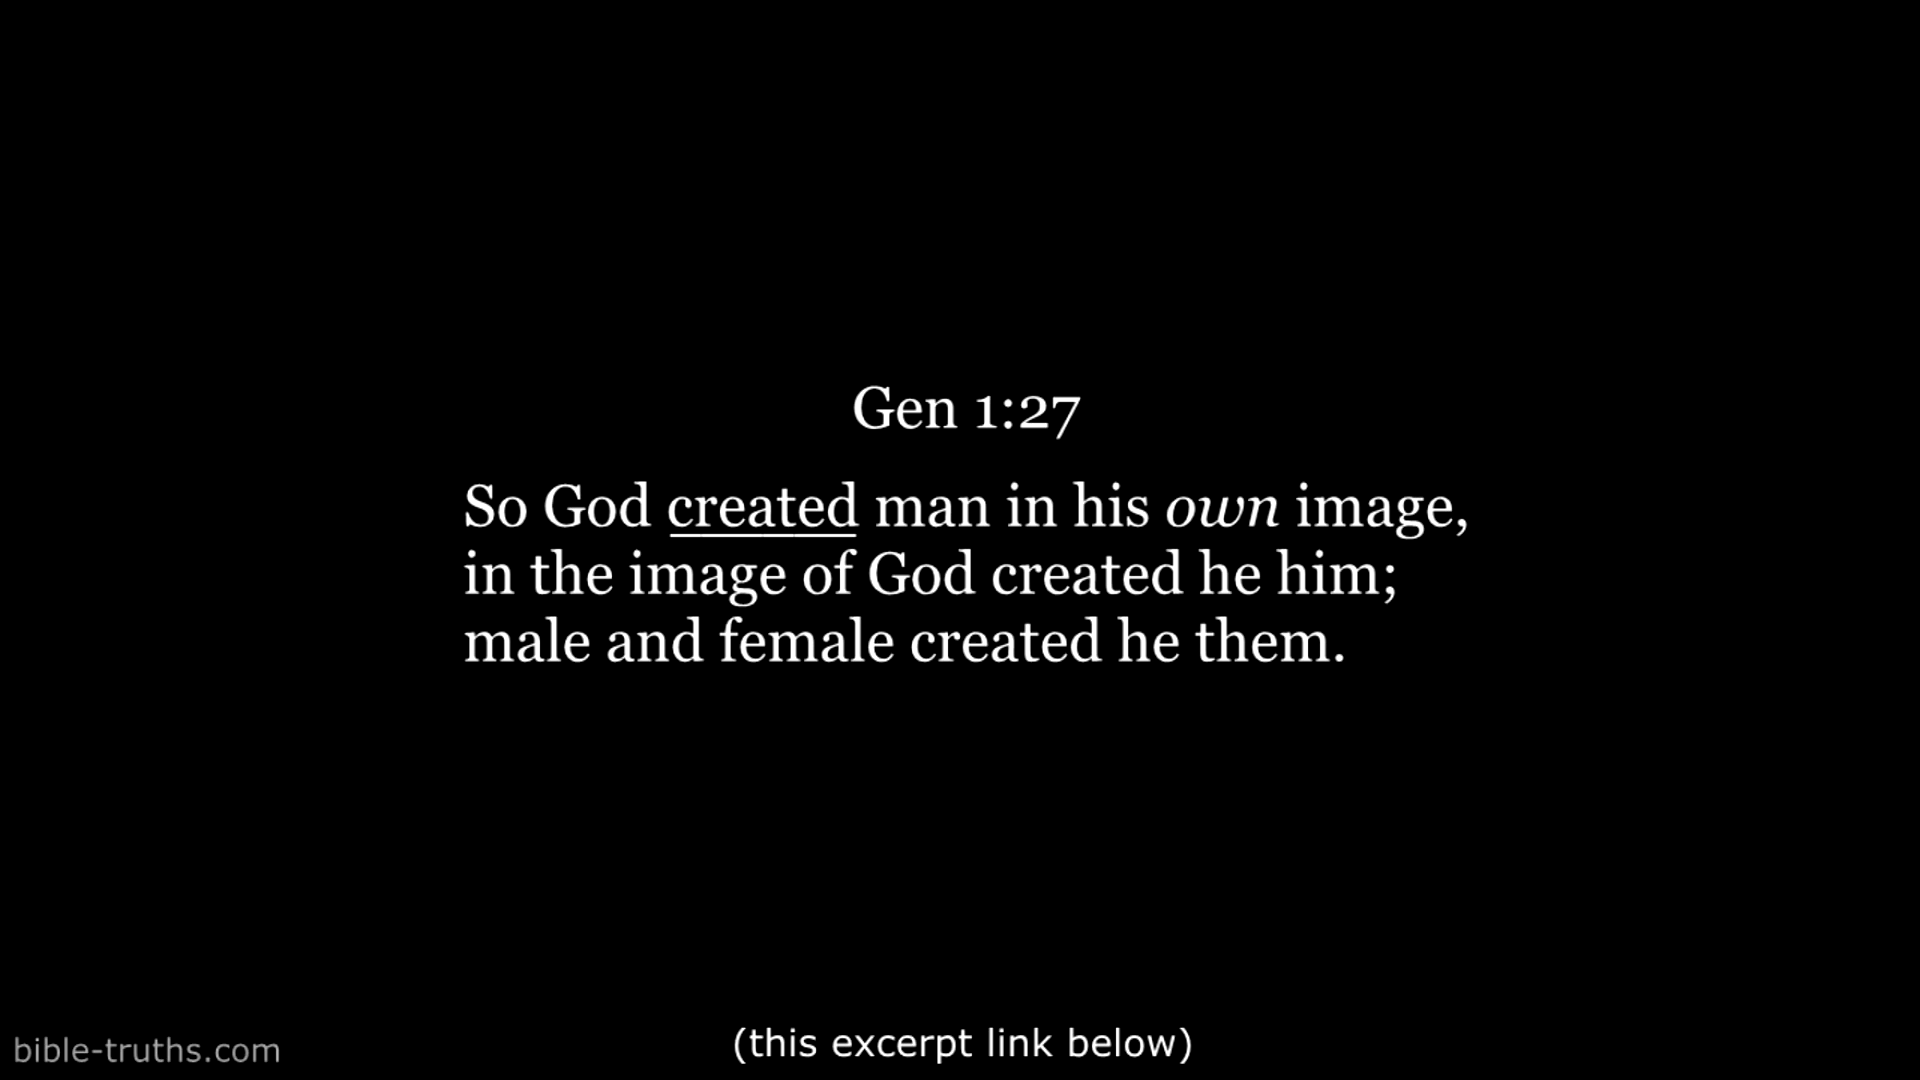 Gen 1:27
So God created man in his own image,
in the image of God created he him;
male and female created he them.
(this excerpt link below)
bible-truths.com